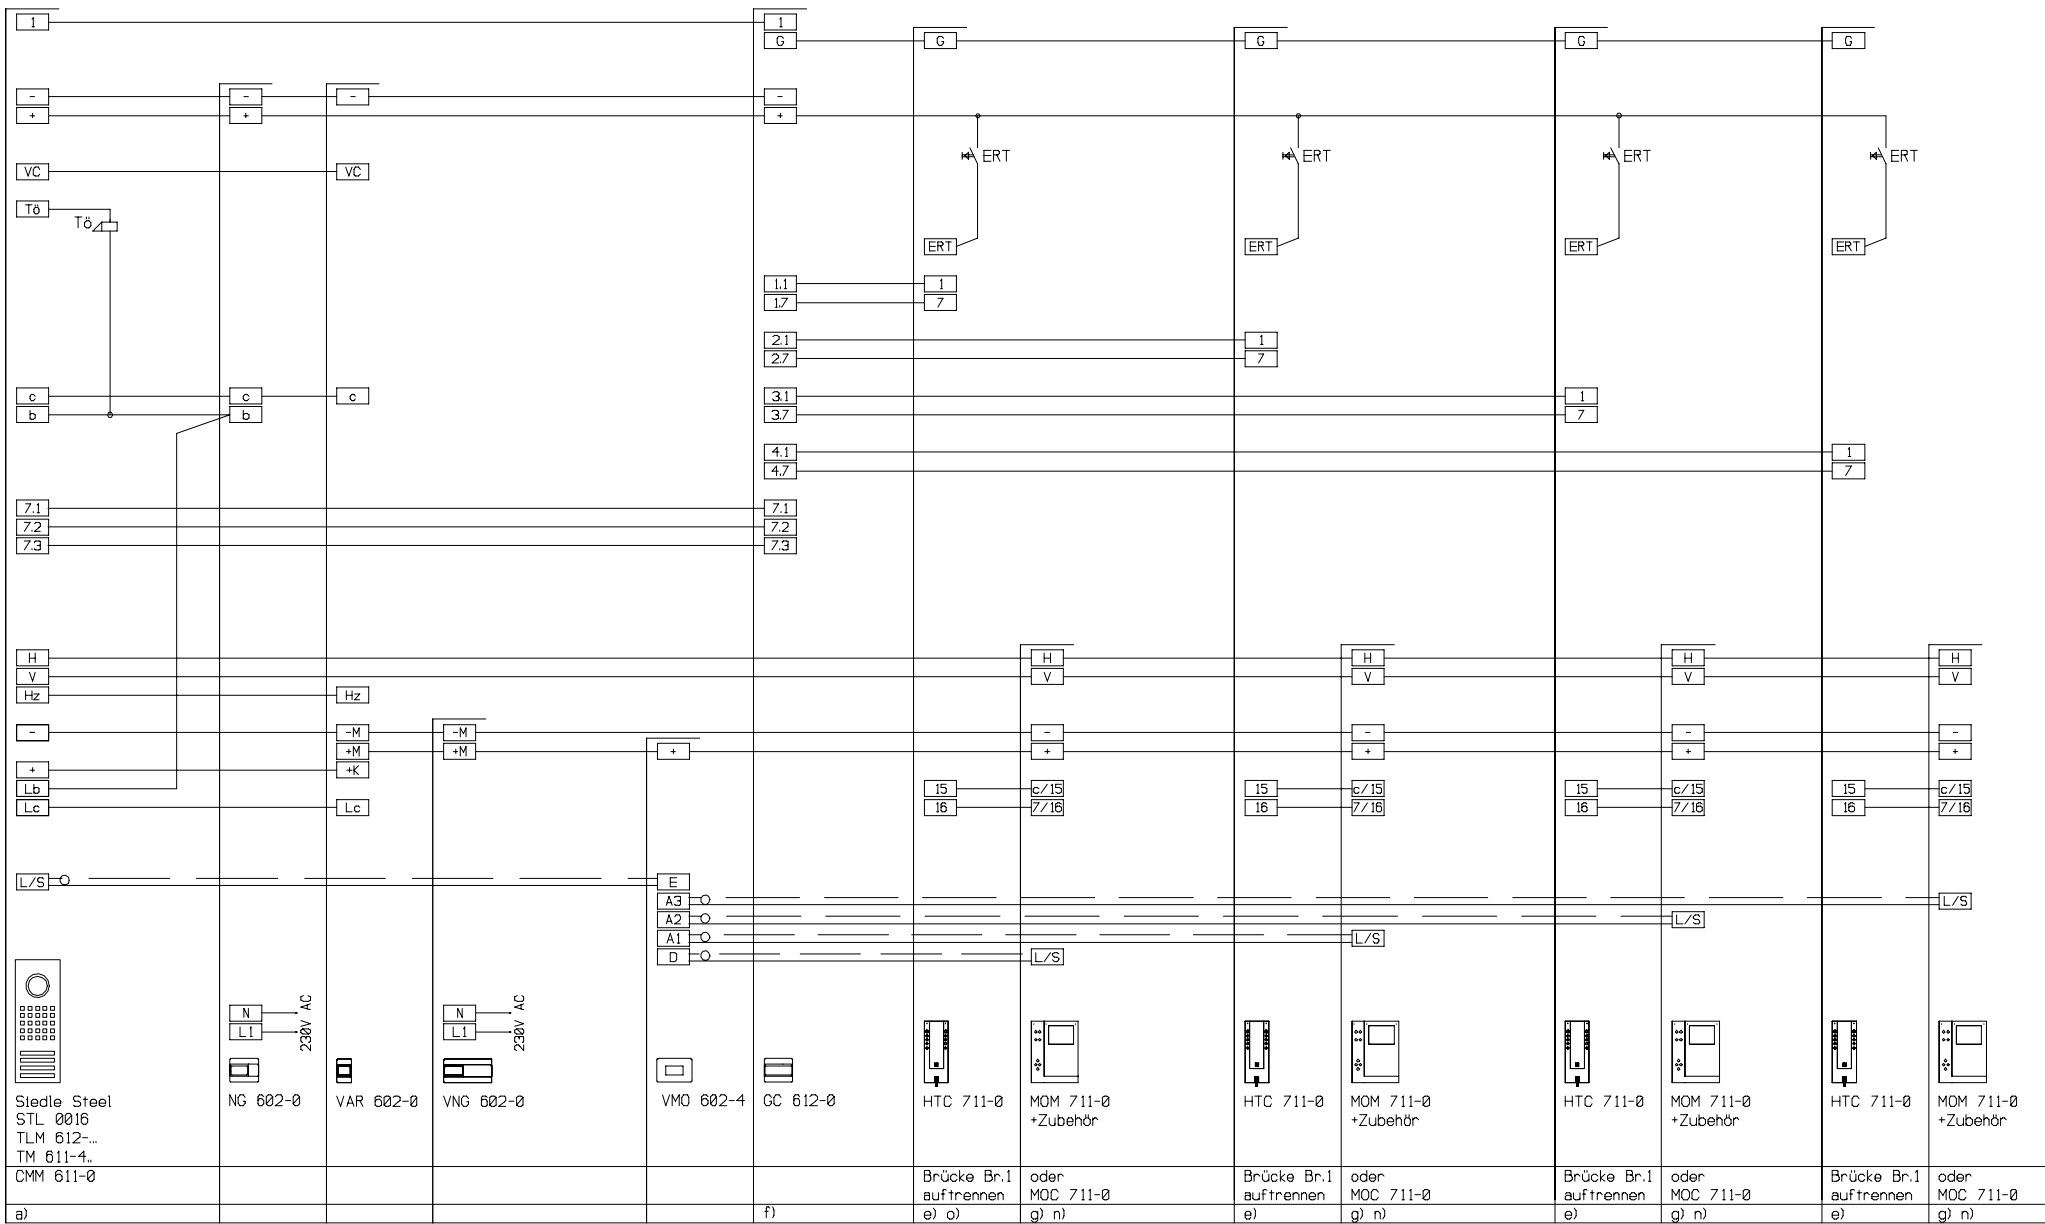 1 1
G G G G G
- - - -
+ + +
ERT ERT ERT ERT
VC VC
Tö
Tö
ERT ERT ERT ERT
1.1 1
1.7 7
2.1 1
2.7 7
c c c 3.1 1
b b 3.7 7
4.1 1
4.7 7
7.1 7.1
7.2 7.2
7.3 7.3
H H H H H
V V V V V
Hz Hz
- -M -M - - - -
+M +M + + + + +
+ +K
Lb 15 c/15 15 c/15 15 c/15 15 c/15
Lc Lc 16 7/16 16 7/16 16 7/16 16 7/16
L/S E
A3 L/S
A2 L/S
A1 L/S
D L/S
N N
L1 L1
230V AC 230V AC
Siedle Steel NG 602-0 VAR 602-0 VNG 602-0 VMO 602-4 GC 612-0 HTC 711-0 MOM 711-0 HTC 711-0 MOM 711-0 HTC 711-0 MOM 711-0 HTC 711-0 MOM 711-0
STL 0016 +Zubehör +Zubehör +Zubehör +Zubehör
TLM 612-...
TM 611-4..
CMM 611-0 Brücke Br.1 oder Brücke Br.1 oder Brücke Br.1 oder Brücke Br.1 oder
auftrennen MOC 711-0 auftrennen MOC 711-0 auftrennen MOC 711-0 auftrennen MOC 711-0
a) f) e) o) g) n) e) g) n) e) g) n) e) g) n)